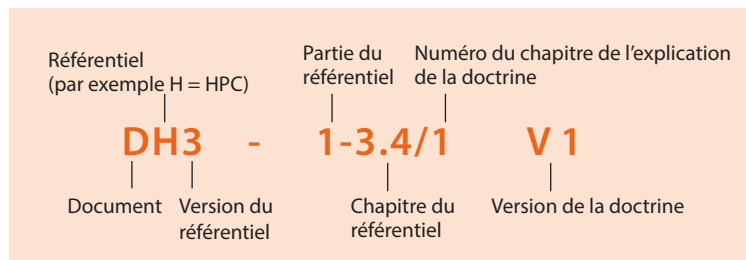 Référentiel
(par exemple H = HPC)
Partie du
référentiel
Numéro du chapitre de l’explication
de la doctrine
DH3 - 1-3.4/1 V 1
Document
Version du
référentiel
Chapitre du
référentiel
Version de la doctrine